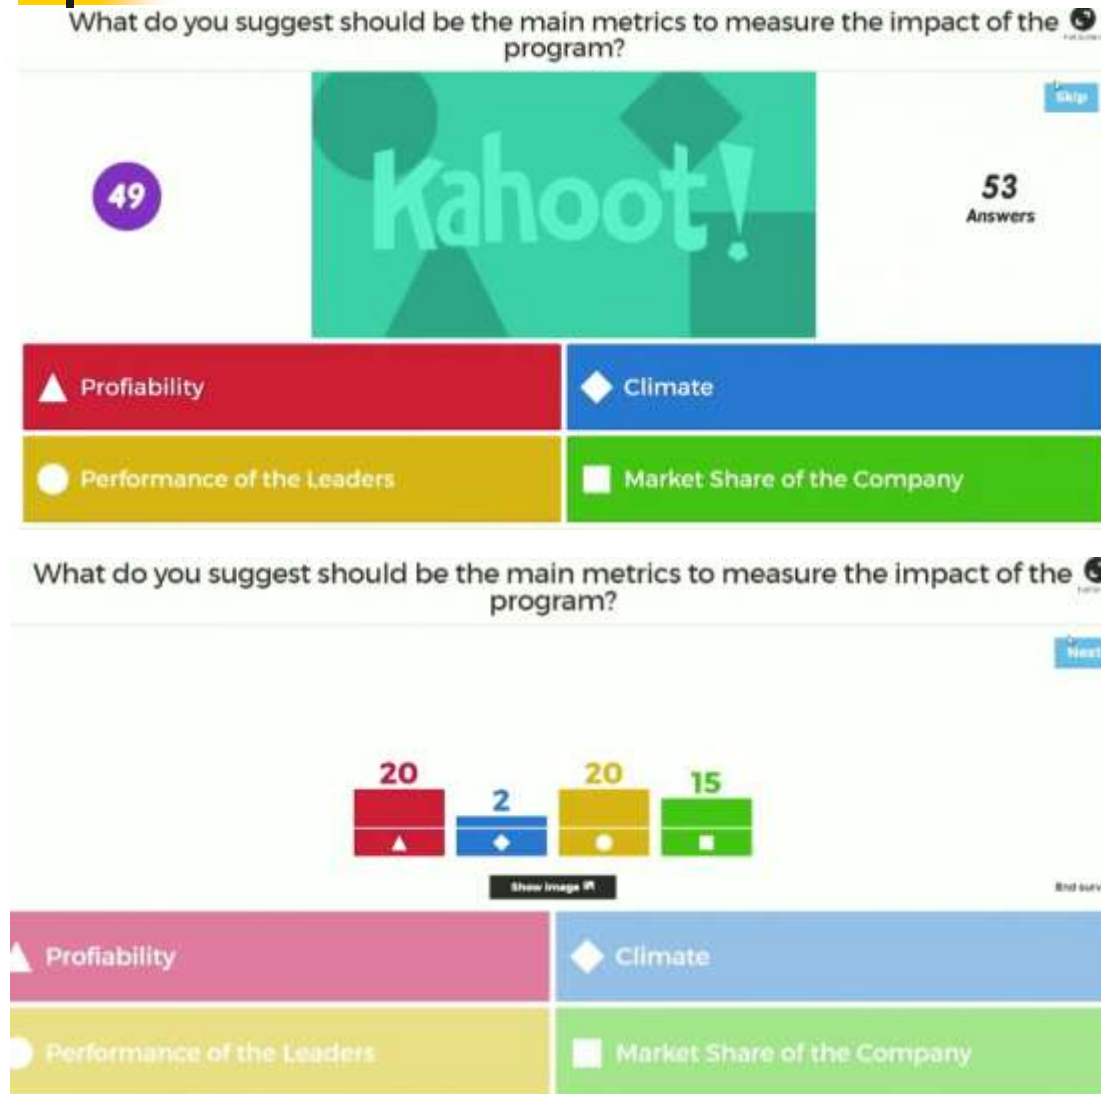 What do you suggest should be the main metrics to measure the impact of the
program?
Skip
49
Kahoot!
53
Answers
Profiability
Climate
Performance of the Leaders
Market Share of the Company
What do you suggest should be the main metrics to measure the impact of the
program?
Next
20
2
20
15
Show image
End surv
Profiability
Climate
Performance of the Leaders
Market Share of the Company